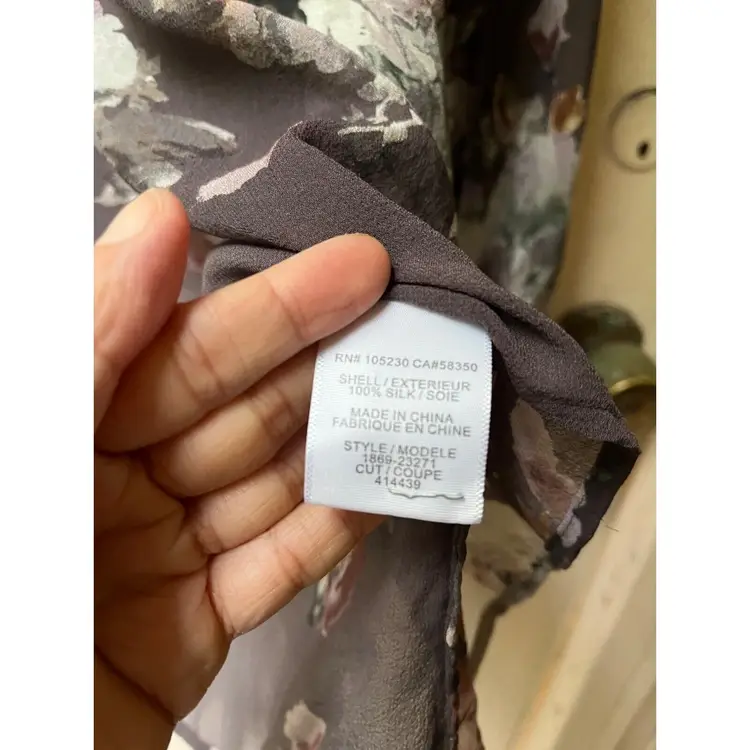 RN# 105230 CA#58350
SHELL / EXTERIEUR
100% SILK / SOIE
MADE IN CHINA
FABRIQUE EN CHINE
STYLE / MODELE
1869-23271
CUT / COUPE
414439